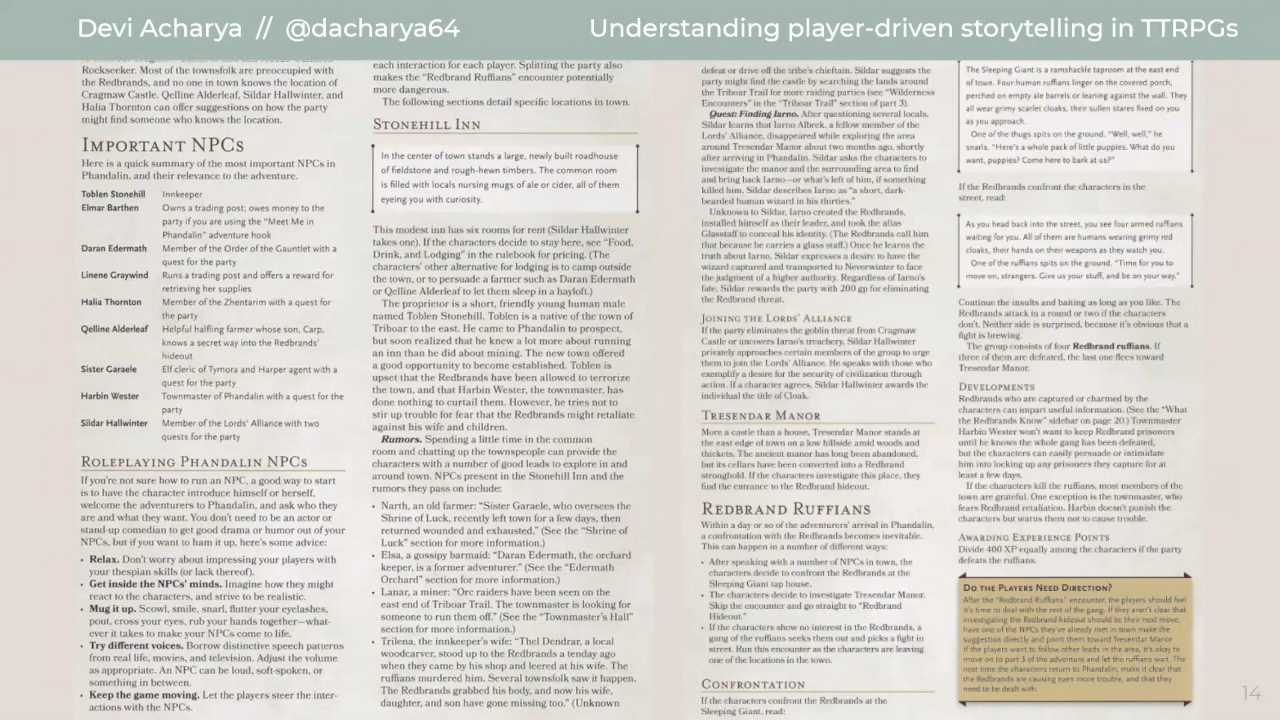 Devi Acharya // @dacharya64
Understanding player-driven storytelling in TTRPGs
Rockseeker. Most of the townsfolk are preoccupied with
the Redbrands, and no one in town knows the location of
Cragmaw Castle. Qelline Alderleaf, Sildar Hallwinter, and
Halia Thornton can offer suggestions on how the party
might find someone who knows the location.
Important NPCs
Here is a quick summary of the most important NPCs in
Phandalin, and their relevance to the adventure.
Toblen Stonehill Innkeeper
Elmar Barthen Owns a trading post; owes money to the
party if you are using the "Meet Me in
Phandalin" adventure hook
Daran Edermath Member of the Order of the Gauntlet with a
quest for the party
Linene Graywind Runs a trading post and offers a reward for
retrieving her supplies
Halia Thornton Member of the Zhentarim with a quest for
the party
Qelline Alderleaf Helpful halfling farmer whose son, Carp,
knows a secret way into the Redbrands'
hideout
Sister Garaele Elf cleric of Tymora and Harper agent with a
quest for the party
Harbin Wester Townmaster of Phandalin with a quest for the
party
Sildar Hallwinter Member of the Lords' Alliance with two
quests for the party
Roleplaying Phandalin NPCs
If you're not sure how to run an NPC, a good way to start
is to have the character introduce himself or herself,
welcome the adventurers to Phandalin, and ask who they
are and what they want. You don't need to be an actor or
stand-up comedian to get good drama or humor out of your
NPCs, but if you want to ham it up, here's some advice:
• Relax. Don't worry about impressing your players with
your thespian skills (or lack thereof).
• Get inside the NPCs' minds. Imagine how they might
react to the characters, and strive to be realistic.
• Mug it up. Scowl, smile, snarl, flutter your eyelashes,
pout, cross your eyes, rub your hands together—what-
ever it takes to make your NPCs come to life.
• Try different voices. Borrow distinctive speech patterns
from real life, movies, and television. Adjust the volume
as appropriate. An NPC can be loud, soft-spoken, or
something in between.
• Keep the game moving. Let the players steer the inter-
actions with the NPCs.
each interaction for each player. Splitting the party also
makes the "Redbrand Ruffians" encounter potentially
more dangerous.
The following sections detail specific locations in town.
Stonehill Inn
In the center of town stands a large, newly built roadhouse
of fieldstone and rough-hewn timbers. The common room
is filled with locals nursing mugs of ale or cider, all of them
eyeing you with curiosity.
This modest inn has six rooms for rent (Sildar Hallwinter
takes one). If the characters decide to stay here, see "Food,
Drink, and Lodging" in the rulebook for pricing. (The
characters' other alternative for lodging is to camp outside
the town, or to persuade a farmer such as Daran Edermath
or Qelline Alderleaf to let them sleep in a hayloft.)
The proprietor is a short, friendly young human male
named Toblen Stonehill. Toblen is a native of the town of
Triboar to the east. He came to Phandalin to prospect,
but soon realized that he knew a lot more about running
an inn than he did about mining. The new town offered
a good opportunity to become established. Toblen is
upset that the Redbrands have been allowed to terrorize
the town, and that Harbin Wester, the townmaster, has
done nothing to curtail them. However, he tries not to
stir up trouble for fear that the Redbrands might retaliate
against his wife and children.
Rumors. Spending a little time in the common
room and chatting up the townspeople can provide the
characters with a number of good leads to explore in and
around town. NPCs present in the Stonehill Inn and the
rumors they pass on include:
• Narth, an old farmer: "Sister Garaele, who oversees the
Shrine of Luck, recently left town for a few days, then
returned wounded and exhausted." (See the "Shrine of
Luck" section for more information.)
• Elsa, a gossipy barmaid: "Daran Edermath, the orchard
keeper, is a former adventurer." (See the "Edermath
Orchard" section for more information.)
• Lanar, a miner: "Orc raiders have been seen on the
east end of Triboar Trail. The townmaster is looking for
someone to run them off." (See the "Townmaster's Hall"
section for more information.)
• Trilena, the innkeeper's wife: "Thel Dendrar, a local
woodcarver, stood up to the Redbrands a tenday ago
when they came by his shop and leered at his wife. The
ruffians murdered him. Several townsfolk saw it happen.
The Redbrands grabbed his body, and now his wife,
daughter, and son have gone missing too." (Unknown
defeat or drive off the tribe's chieftain. Sildar suggests the
party might find the castle by searching the lands around
the Triboar Trail for more raiding parties (see "Wilderness
Encounters" in the "Triboar Trail" section of part 3).
Quest: Finding Iarno. After questioning several locals,
Sildar learns that Iarno Albrek, a fellow member of the
Lords' Alliance, disappeared while exploring the area
around Tresendar Manor about two months ago, shortly
after arriving in Phandalin. Sildar asks the characters to
investigate the manor and the surrounding area to find
and bring back Iarno—or what's left of him, if something
killed him. Sildar describes Iarno as "a short, dark-
bearded human wizard in his thirties."
Unknown to Sildar, Iarno created the Redbrands,
installed himself as their leader, and took the alias
Glasstaff to conceal his identity. (The Redbrands call him
that because he carries a glass staff.) Once he learns the
truth about Iarno, Sildar expresses a desire to have the
wizard captured and transported to Neverwinter to face
the judgment of a higher authority. Regardless of Iarno's
fate, Sildar rewards the party with 200 gp for eliminating
the Redbrand threat.
Joining the Lords' Alliance
If the party eliminates the goblin threat from Cragmaw
Castle or uncovers Iarno's treachery, Sildar Hallwinter
privately approaches certain members of the group to urge
them to join the Lords' Alliance. He speaks with those who
exemplify a desire for the security of civilization through
action. If a character agrees, Sildar Hallwinter awards the
individual the title of Cloak.
Tresendar Manor
More a castle than a house, Tresendar Manor stands at
the east edge of town on a low hillside amid woods and
thickets. The ancient manor has long been abandoned,
but its cellars have been converted into a Redbrand
stronghold. If the characters investigate this place, they
find the entrance to the Redbrand hideout.
Redbrand Ruffians
Within a day or so of the adventurers' arrival in Phandalin,
a confrontation with the Redbrands becomes inevitable.
This can happen in a number of different ways:
• After speaking with a number of NPCs in town, the
characters decide to confront the Redbrands at the
Sleeping Giant tap house.
• The characters decide to investigate Tresendar Manor.
Skip the encounter and go straight to "Redbrand
Hideout."
• If the characters show no interest in the Redbrands, a
gang of the ruffians seeks them out and picks a fight in
street. Run this encounter as the characters are leaving
one of the locations in the town.
Confrontation
If the characters confront the Redbrands at the
Sleeping Giant, read:
The Sleeping Giant is a ramshackle taproom at the east end
of town. Four human ruffians linger on the covered porch,
perched on empty ale barrels or leaning against the wall. They
all wear grimy scarlet cloaks, their sullen stares fixed on you
as you approach.
One of the thugs spits on the ground. "Well, well," he
snarls. "Here's a whole pack of little puppies. What do you
want, puppies? Come here to bark at us?"
If the Redbrands confront the characters in the
street, read:
As you head back into the street, you see four armed ruffians
waiting for you. All of them are humans wearing grimy red
cloaks, their hands on their weapons as they watch you.
One of the ruffians spits on the ground. "Time for you to
move on, strangers. Give us your stuff, and be on your way."
Continue the insults and baiting as long as you like. The
Redbrands attack in a round or two if the characters
don't. Neither side is surprised, because it's obvious that a
fight is brewing.
The group consists of four Redbrand ruffians. If
three of them are defeated, the last one flees toward
Tresendar Manor.
Developments
Redbrands who are captured or charmed by the
characters can impart useful information. (See the "What
the Redbrands Know" sidebar on page 20.) Townmaster
Harbin Wester won't want to keep Redbrand prisoners
until he knows the whole gang has been defeated,
but the characters can easily persuade or intimidate
him into locking up any prisoners they capture for at
least a few days.
If the characters kill the ruffians, most members of the
town are grateful. One exception is the townmaster, who
fears Redbrand retaliation. Harbin doesn't punish the
characters but warns them not to cause trouble.
Awarding Experience Points
Divide 400 XP equally among the characters if the party
defeats the ruffians.
Do the Players Need Direction?
After the "Redbrand Ruffians" encounter, the players should feel
it's time to deal with the rest of the gang. If they aren't clear that
investigating the Redbrand hideout should be their next move,
have one of the NPCs they've already met in town make the
suggestion directly and point them toward Tresendar Manor.
If the players want to follow other leads in the area, it's okay to
move on to part 3 of the adventure and let the ruffians wait. The
next time the characters return to Phandalin, make it clear that
the Redbrands are causing even more trouble, and that they
need to be dealt with.
14